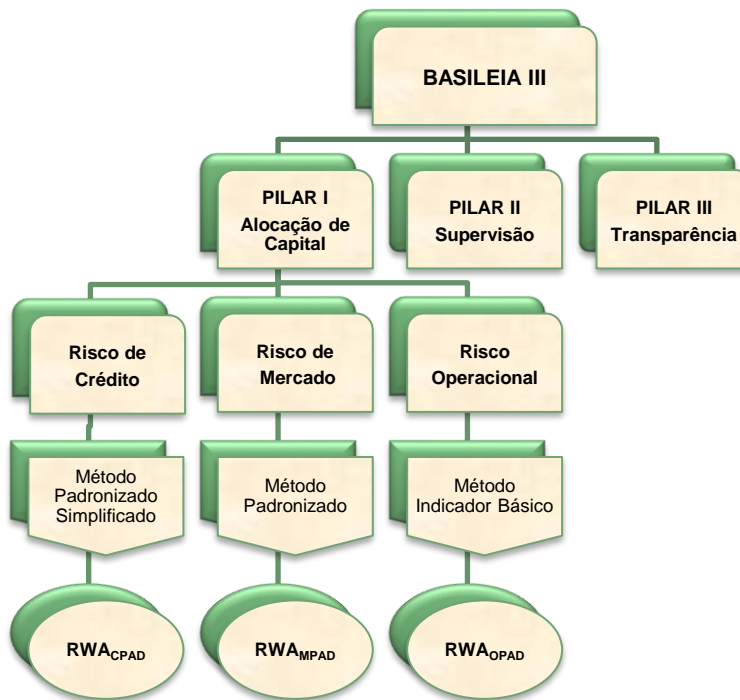 BASILEIA III
PILAR I
Alocação de
Capital
PILAR II
Supervisão
PILAR III
Transparência
Risco de
Crédito
Risco de
Mercado
Risco
Operacional
Método
Padronizado
Simplificado
Método
Padronizado
Método
Indicador Básico
RWACPAD
RWAMPAD
RWAOPAD